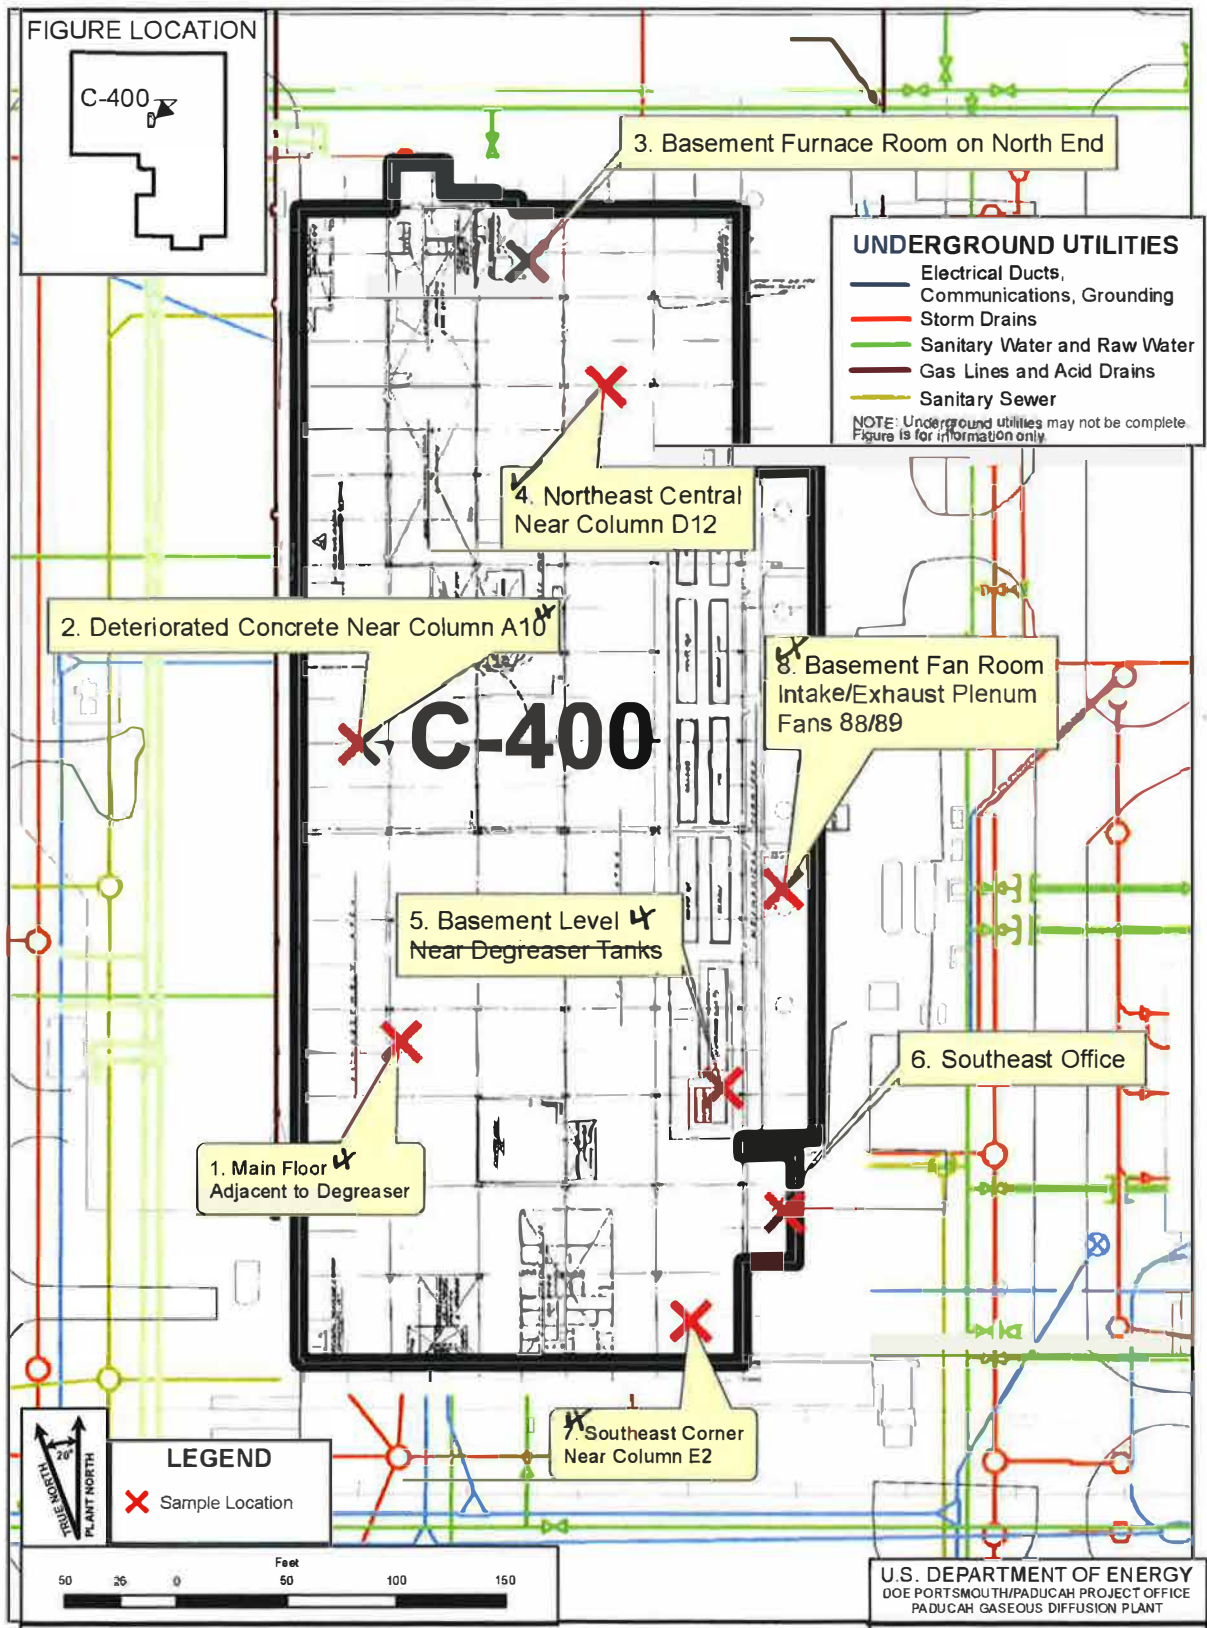 FIGURE LOCATION
C-400
3. Basement Furnace Room on North End
UNDERGROUND UTILITIES
Electrical Ducts,
Communications, Grounding
Storm Drains
Sanitary Water and Raw Water
Gas Lines and Acid Drains
Sanitary Sewer
NOTE: Underground utilities may not be complete.
Figure is for information only.
4. Northeast Central
Near Column D12
2. Deteriorated Concrete Near Column A10
8. Basement Fan Room
Intake/Exhaust Plenum
Fans 88/89
C-400
5. Basement Level
Near Degreaser Tanks
6. Southeast Office
1. Main Floor
Adjacent to Degreaser
7. Southeast Corner
Near Column E2
TRUE NORTH
PLANT NORTH
LEGEND
Sample Location
Feet
50 25 0 50 100 150
U.S. DEPARTMENT OF ENERGY
DOE PORTSMOUTH/PADUCAH PROJECT OFFICE
PADUCAH GASEOUS DIFFUSION PLANT